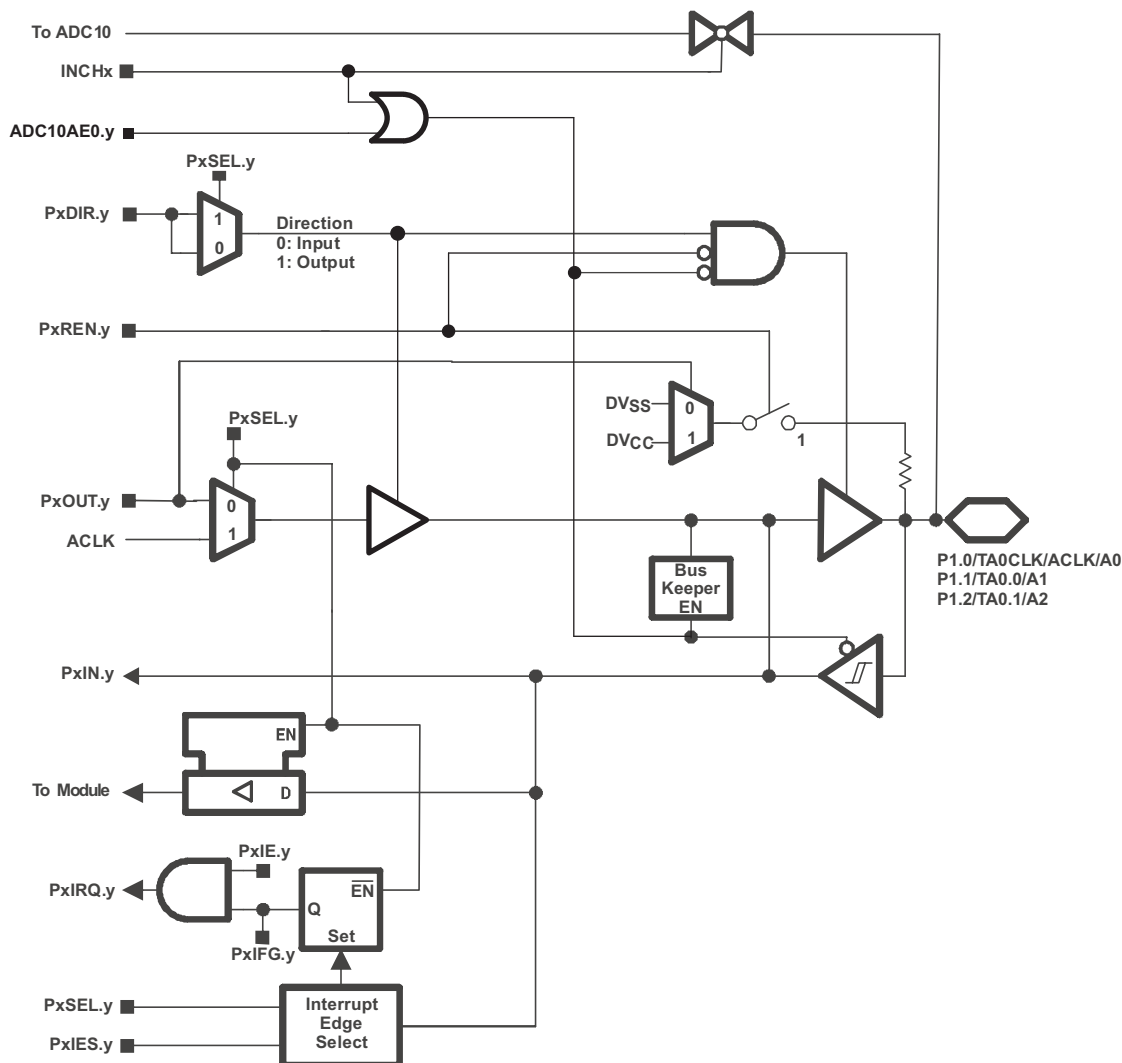 To ADC10
INCHx
ADC10AE0.y
PxSEL.y
PxDIR.y
1
0
Direction
0: Input
1: Output
PxREN.y
DVSS
0
DVCC
1
1
PxSEL.y
PxOUT.y
0
ACLK
1
Bus
Keeper
EN
P1.0/TA0CLK/ACLK/A0
P1.1/TA0.0/A1
P1.2/TA0.1/A2
PxIN.y
EN
To Module
D
PxIE.y
PxIRQ.y
EN
Q
Set
PxIFG.y
PxSEL.y
PxIES.y
Interrupt
Edge
Select